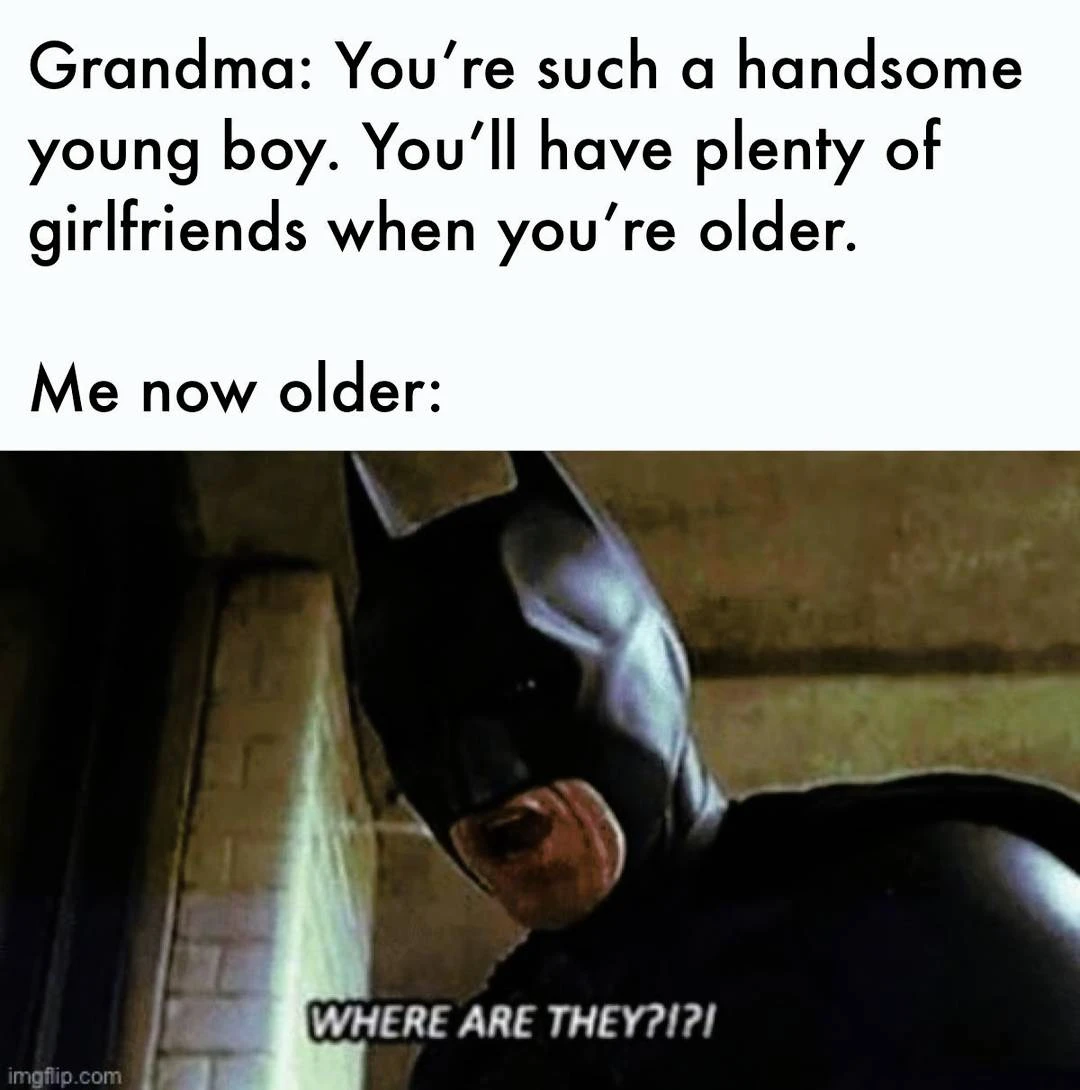 Grandma: You′re such a handsome
young boy. You′ll have plenty of
girlfriends when you′re older.
Me now older:
WHERE ARE THEY?!?!
imgflip.com